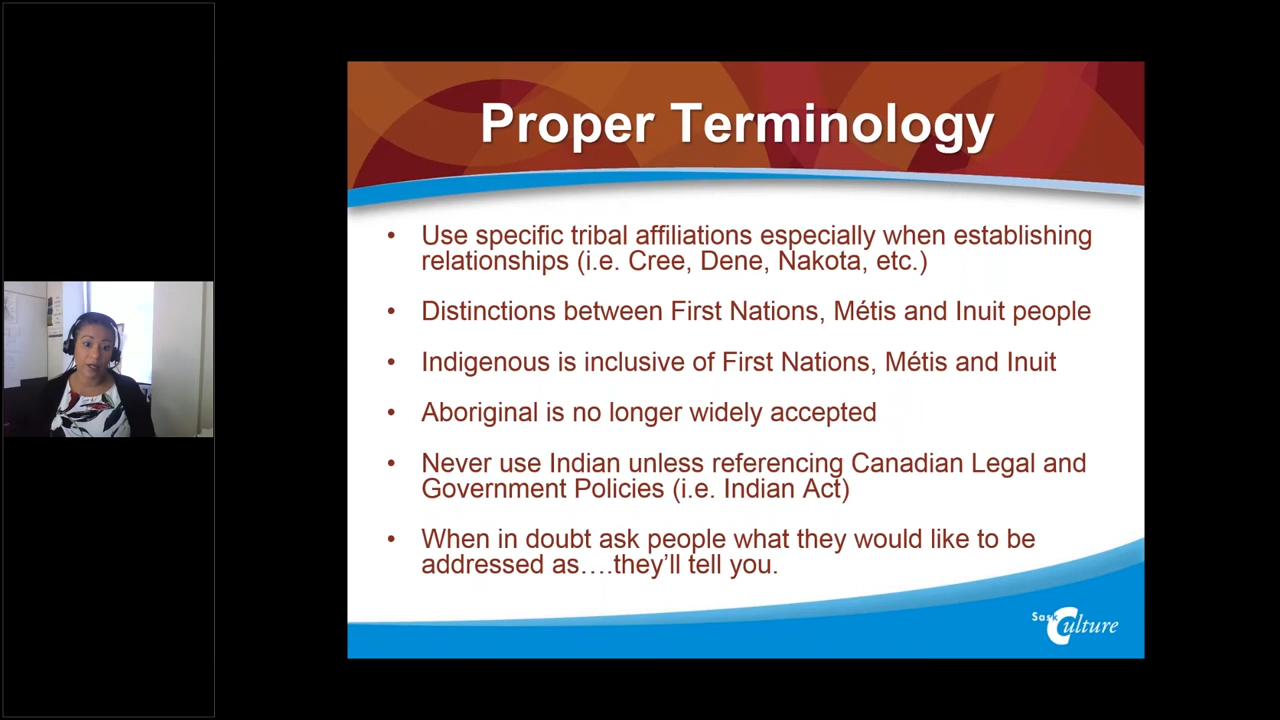 Proper Terminology
• Use specific tribal affiliations especially when establishing
relationships (i.e. Cree, Dene, Nakota, etc.)
• Distinctions between First Nations, Métis and Inuit people
• Indigenous is inclusive of First Nations, Métis and Inuit
• Aboriginal is no longer widely accepted
• Never use Indian unless referencing Canadian Legal and
Government Policies (i.e. Indian Act)
• When in doubt ask people what they would like to be
addressed as….they’ll tell you.
Sask Culture